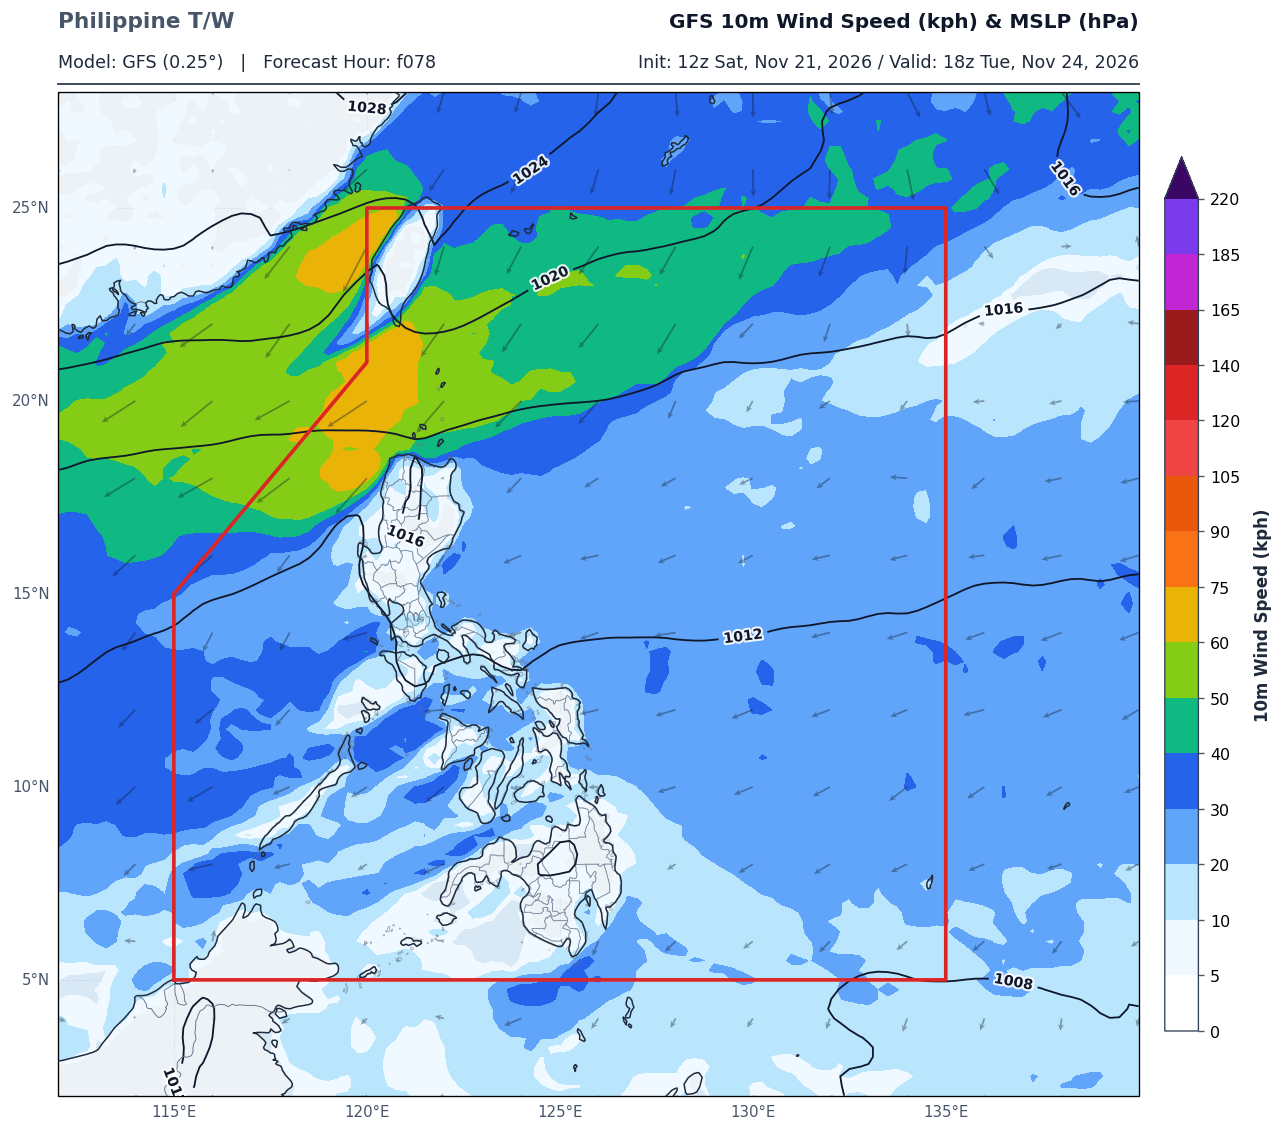 Philippine T/W
GFS 10m Wind Speed (kph) & MSLP (hPa)
Model: GFS (0.25°)   |   Forecast Hour: f078
Init: 12z Sat, Nov 21, 2026 / Valid: 18z Tue, Nov 24, 2026
1028
1024
1016
1020
1016
1016
1012
1008
25°N
20°N
15°N
10°N
5°N
115°E
120°E
125°E
130°E
135°E
220
185
165
140
120
105
90
75
60
50
40
30
20
10
5
0
10m Wind Speed (kph)